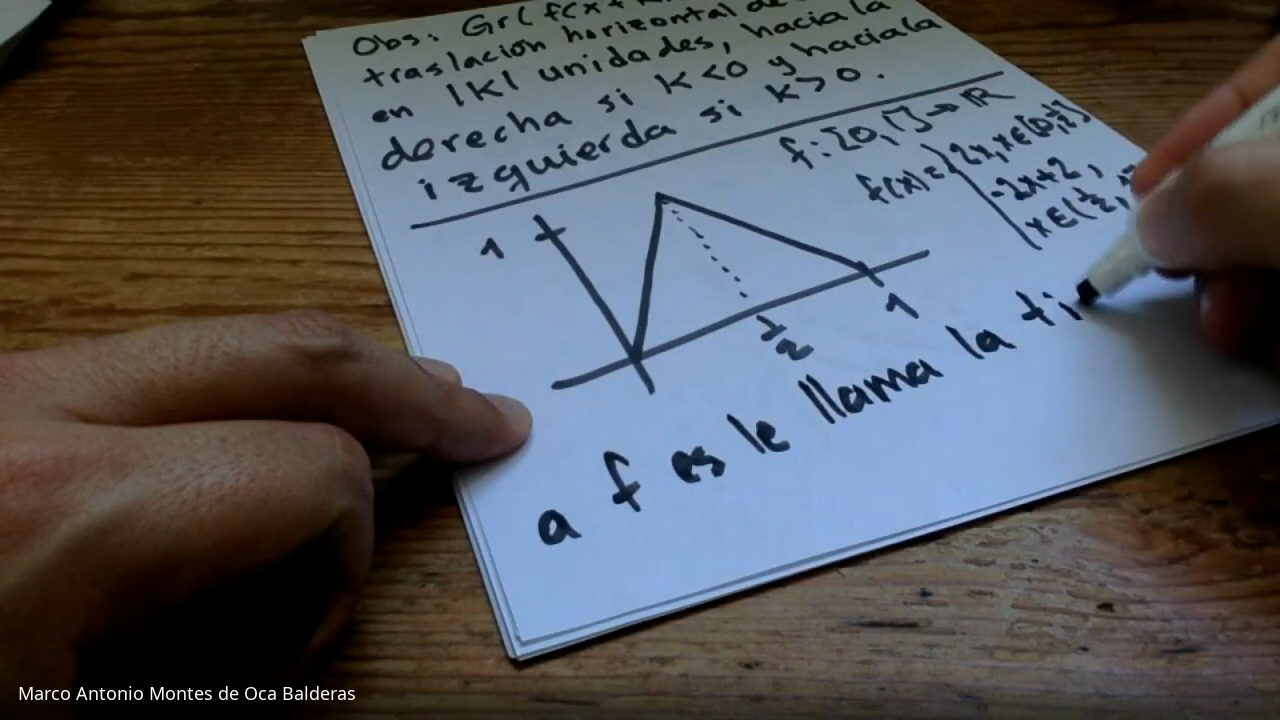 Obs: Gr(f(x+
traslación horizontal de
en |K| unidades, hacia la
derecha si K<0 y hacia la
izquierda si K>0.
f:[0,1]→ℝ
f(x)={2x, x∈[0,1/2]
-2x+2,
x∈(1/2,
1
1/2
1
a f es le llama la ti
Marco Antonio Montes de Oca Balderas